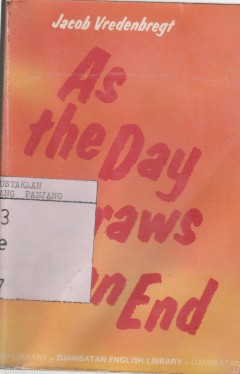 Jacob Vredenbregt
As
the Day
raws
n End
USTAKAAN
ANG PANJANG
3
e
7
LIBRARY • DJAMBATAN ENGLISH LIBRARY • DJAMBATAN